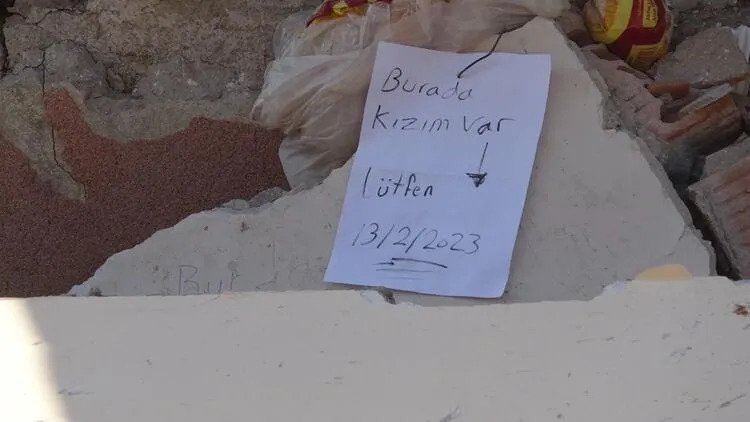 Burada
kızım var
lütfen
13/2/2023